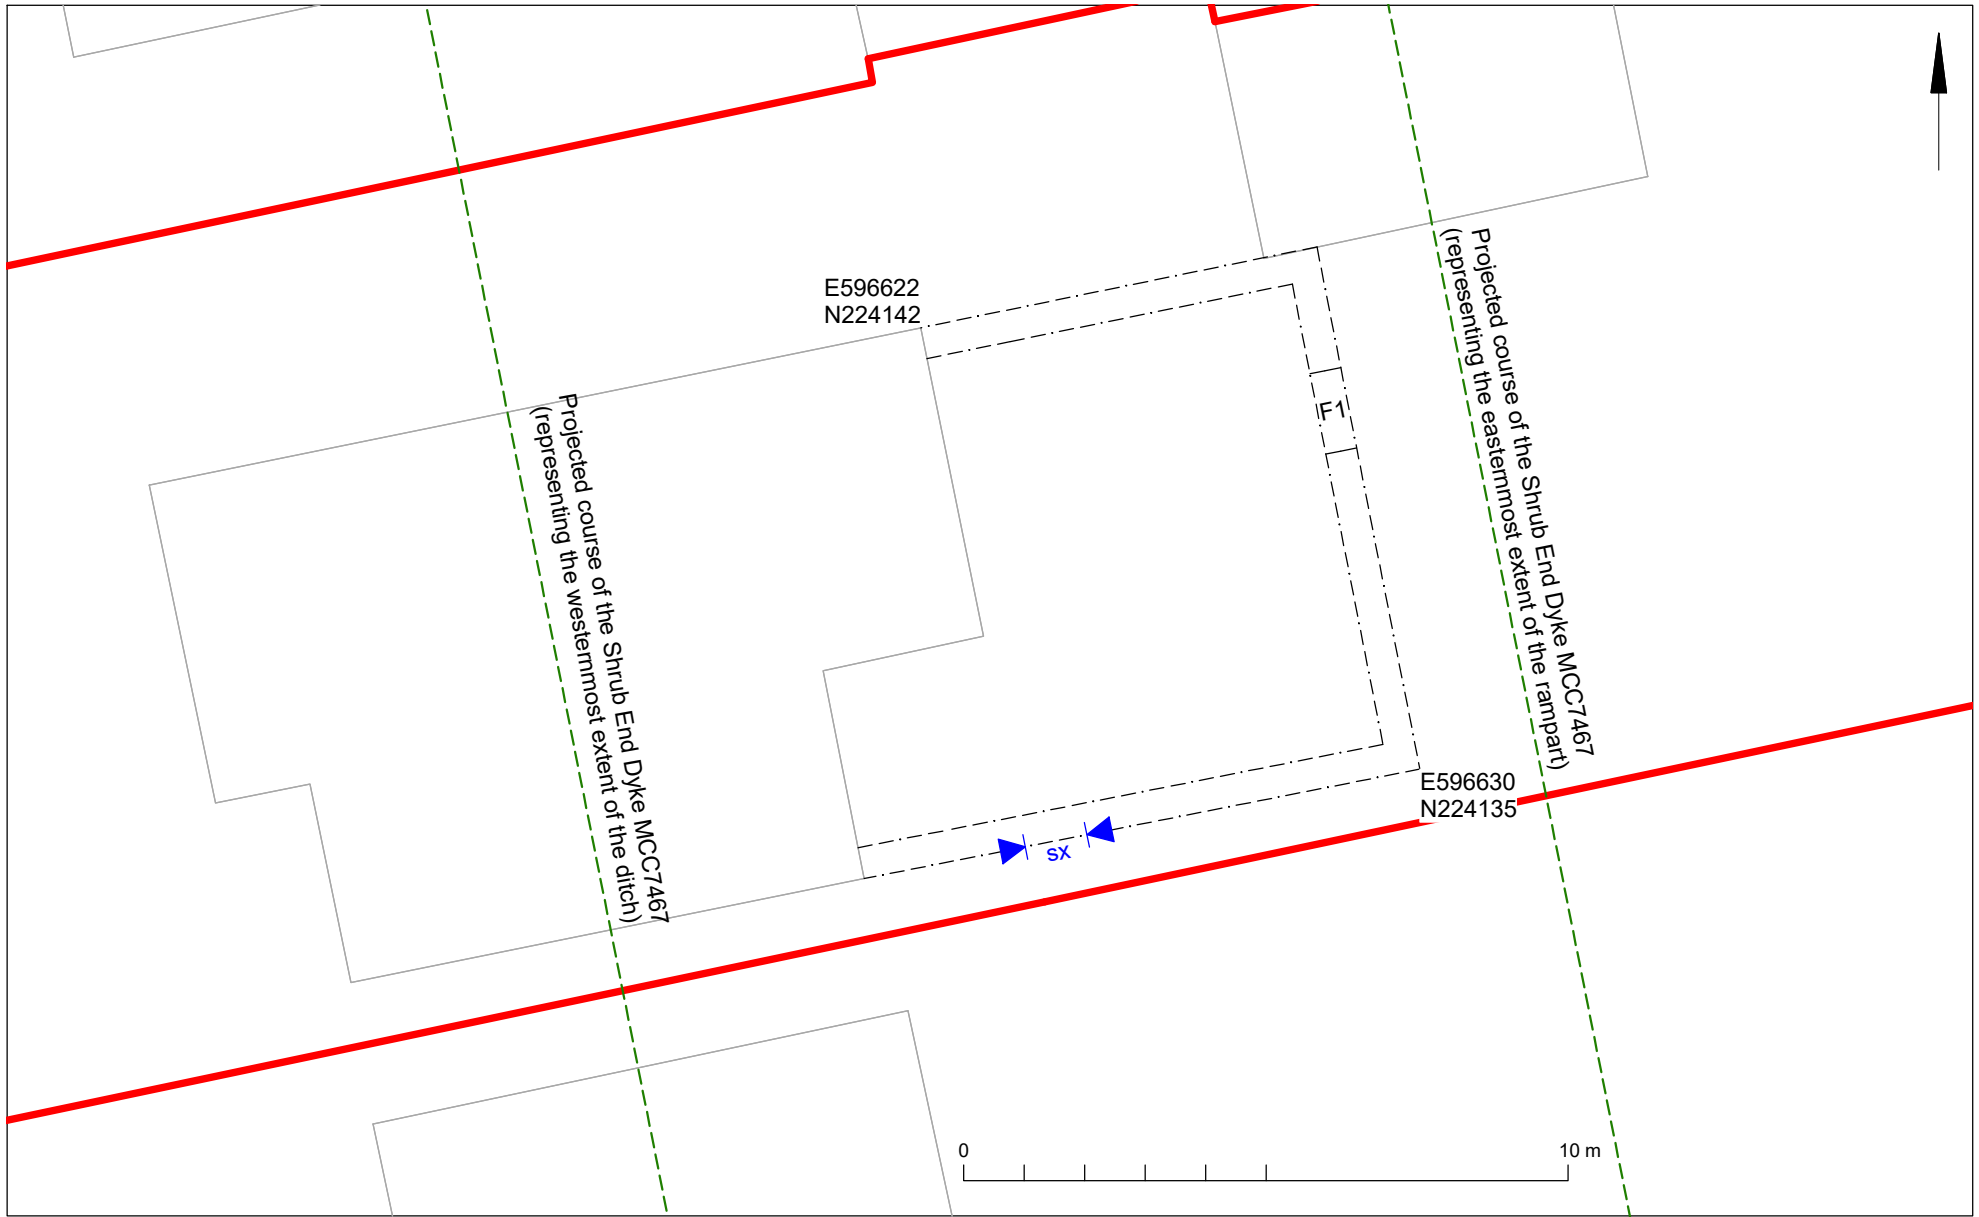 E596622
N224142
Projected course of the Shrub End Dyke MCC7467
(representing the easternmost extent of the rampart)
Projected course of the Shrub End Dyke MCC7467
(representing the westernmost extent of the ditch)
F1
E596630
N224135
sx
0 10 m